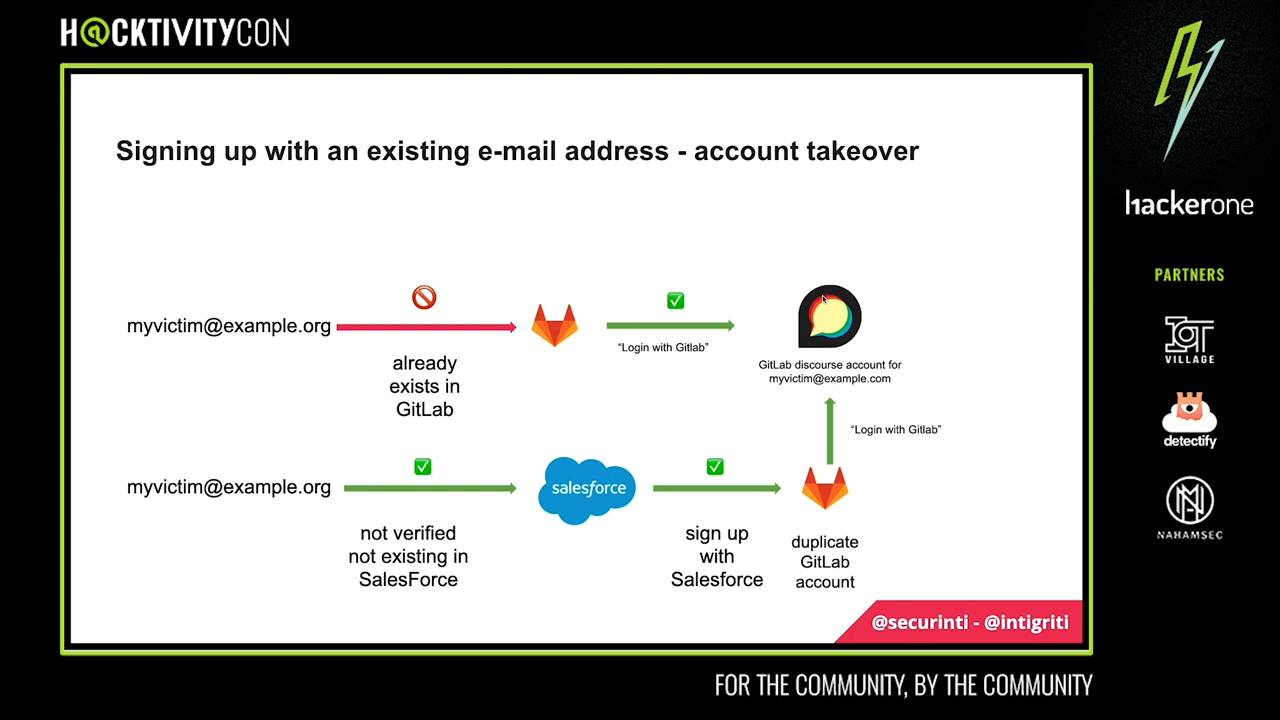 H@CKTIVITYCON
Signing up with an existing e-mail address - account takeover
myvictim@example.org
already
exists in
GitLab
“Login with Gitlab”
GitLab discourse account for
myvictim@example.com
“Login with Gitlab”
myvictim@example.org
not verified
not existing in
SalesForce
salesforce
sign up
with
Salesforce
duplicate
GitLab
account
@securinti - @intigriti
hackerone
PARTNERS
IOT
VILLAGE
detectify
NAHAMSEC
FOR THE COMMUNITY, BY THE COMMUNITY